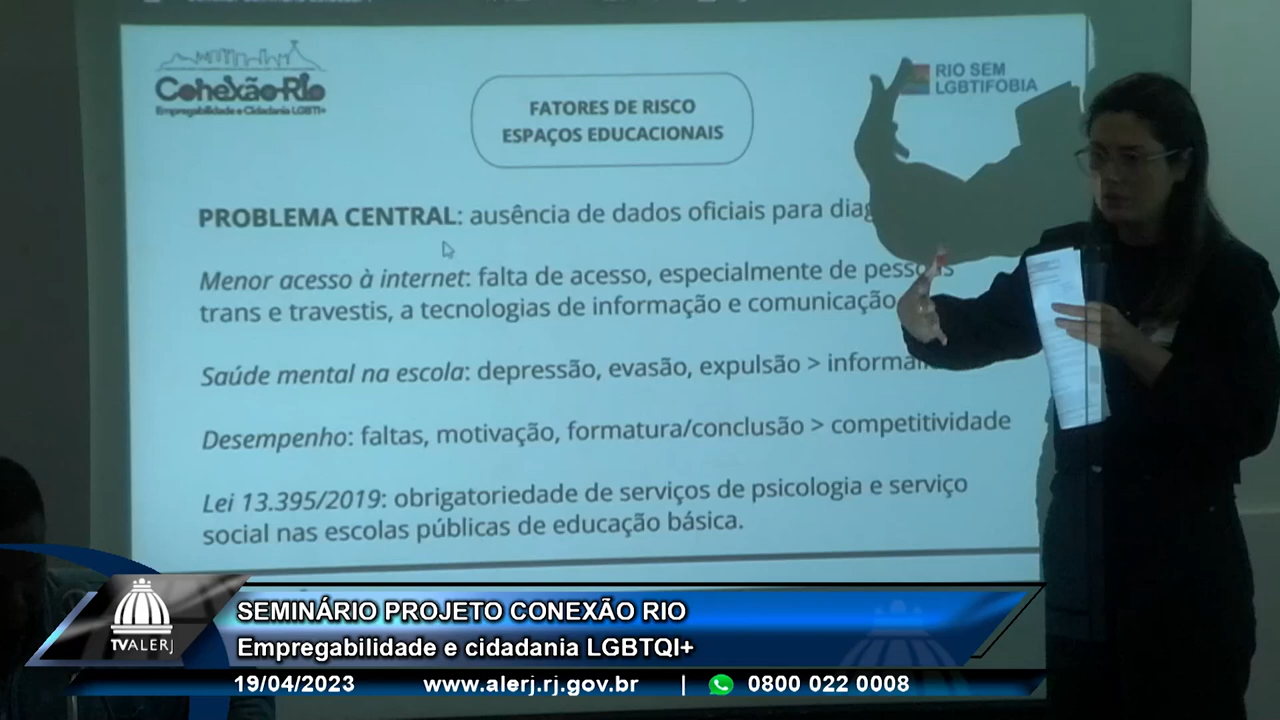 Conexão Rio
Empregabilidade e Cidadania LGBTI+
RIO SEM
LGBTIFOBIA
FATORES DE RISCO
ESPAÇOS EDUCACIONAIS
PROBLEMA CENTRAL: ausência de dados oficiais para
Menor acesso à internet: falta de acesso, especialmente de pessoas
trans e travestis, a tecnologias de informação e comunicação
Saúde mental na escola: depressão, evasão, expulsão >
Desempenho: faltas, motivação, formatura/conclusão > competitividade
Lei 13.395/2019: obrigatoriedade de serviços de psicologia e serviço
social nas escolas públicas de educação básica.
TVALERJ
SEMINÁRIO PROJETO CONEXÃO RIO
Empregabilidade e cidadania LGBTQI+
19/04/2023 www.alerj.rj.gov.br | 0800 022 0008